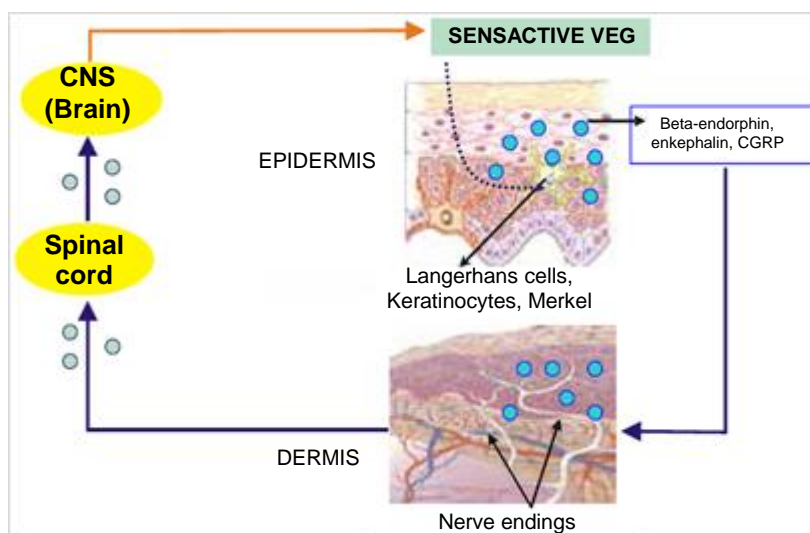 SENSACTIVE VEG
CNS
(Brain)
Beta-endorphin,
enkephalin, CGRP
EPIDERMIS
Spinal
cord
Langerhans cells,
Keratinocytes, Merkel
DERMIS
Nerve endings